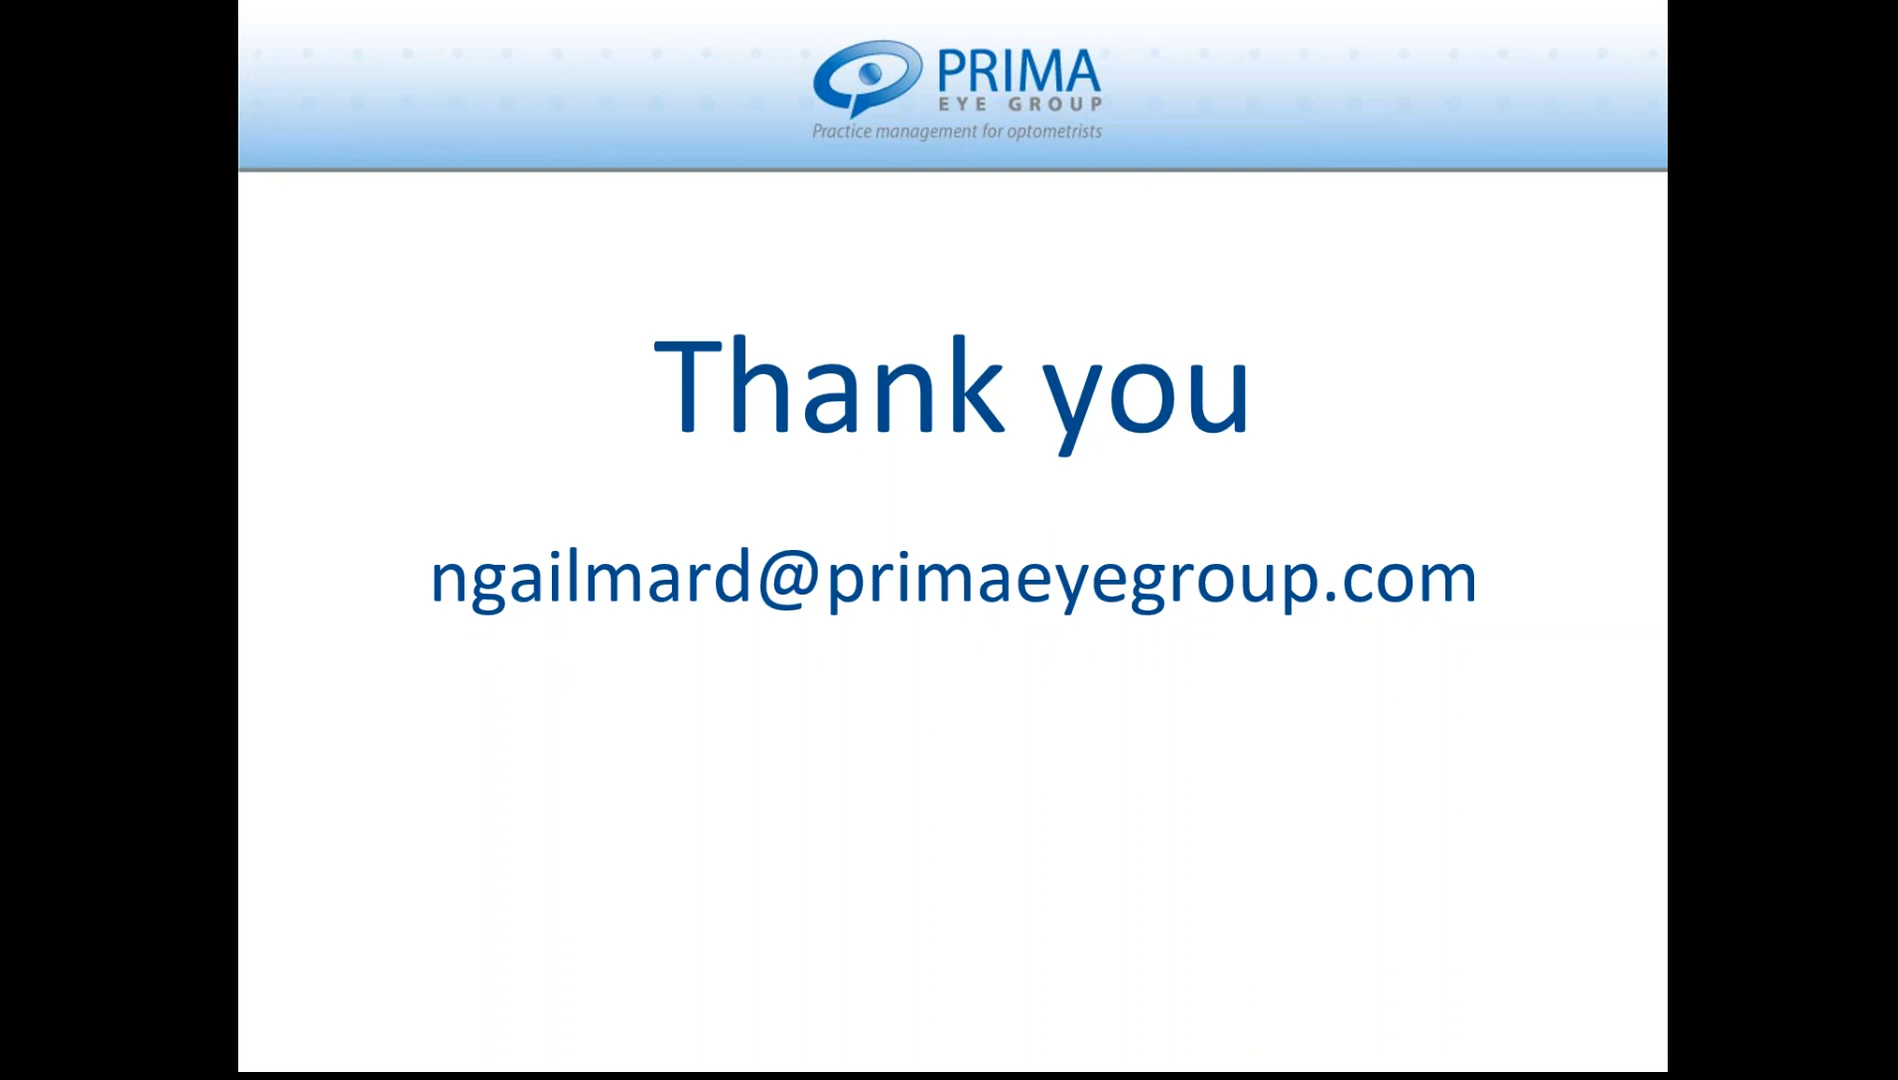 PRIMA
EYE GROUP
Practice management for optometrists
Thank you
ngailmard@primaeyegroup.com